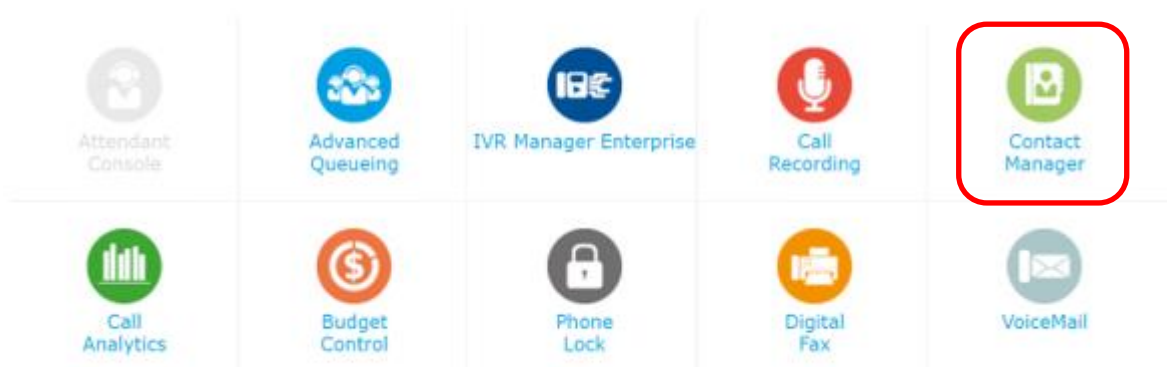 Attendant
Console
Advanced
Queueing
IVR Manager Enterprise
Call
Recording
Contact
Manager
Call
Analytics
Budget
Control
Phone
Lock
Digital
Fax
VoiceMail